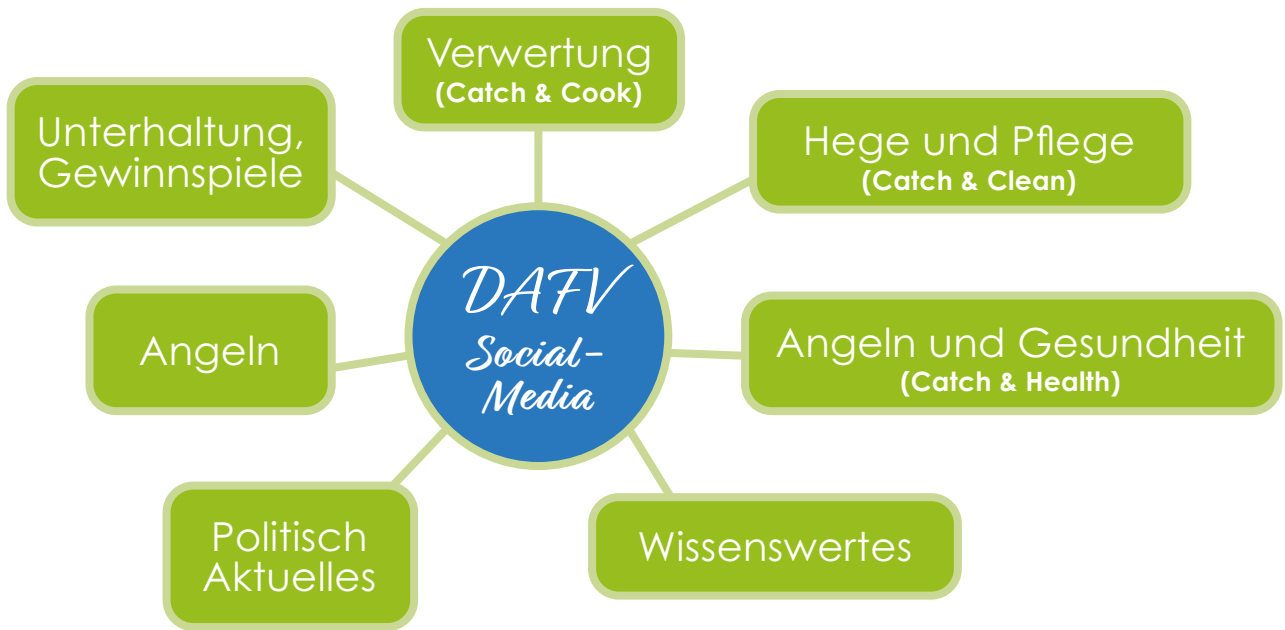 Verwertung
(Catch & Cook)
Unterhaltung,
Gewinnspiele
Hege und Pflege
(Catch & Clean)
DAFV
Social-
Media
Angeln
Angeln und Gesundheit
(Catch & Health)
Politisch
Aktuelles
Wissenswertes